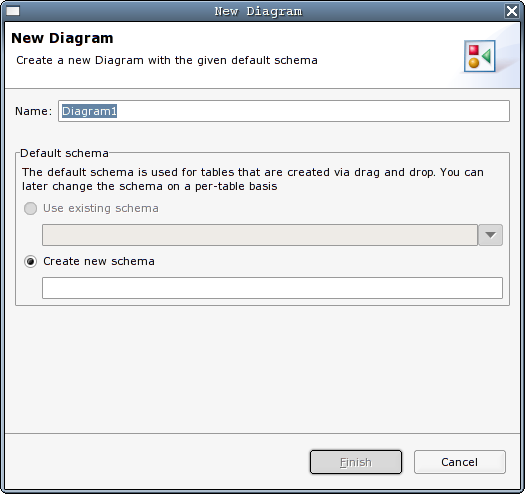 New Diagram
New Diagram
Create a new Diagram with the given default schema
Name: Diagram1
Default schema
The default schema is used for tables that are created via drag and drop. You can
later change the schema on a per-table basis
Use existing schema
Create new schema
Finish Cancel